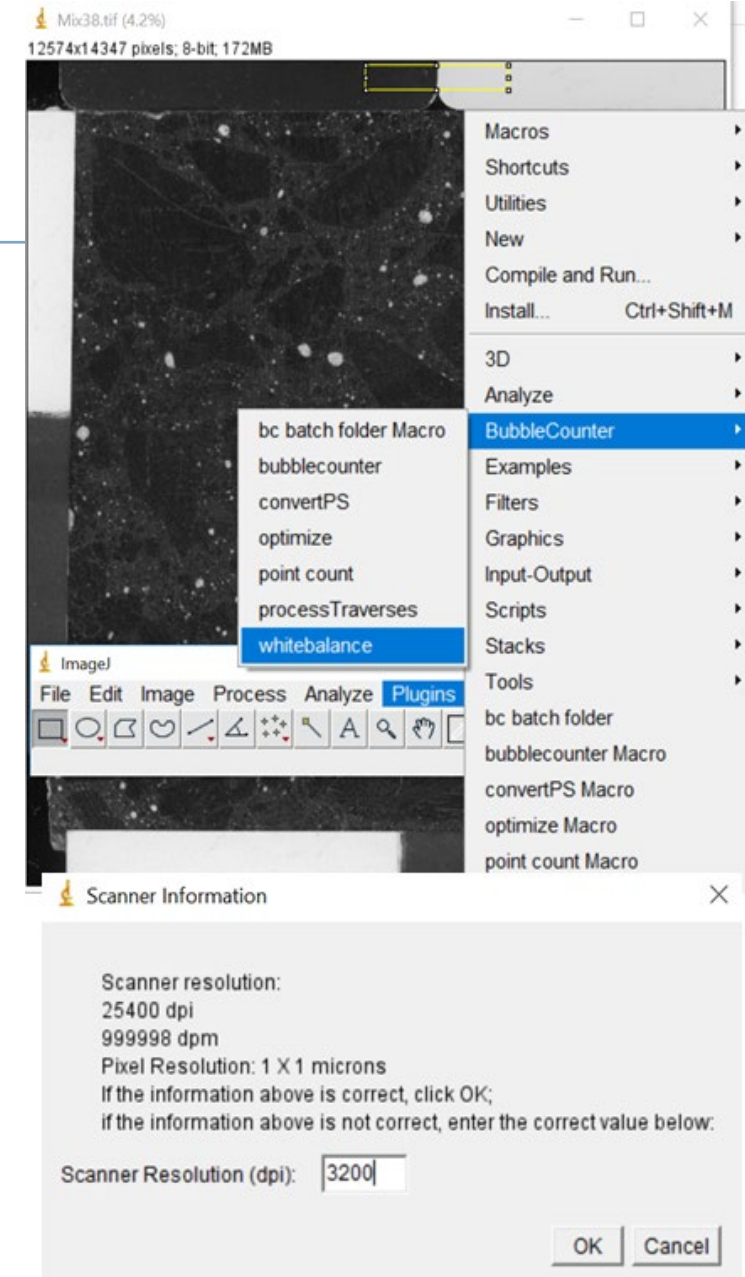 Mix38.tif (4.2%)
12574x14347 pixels; 8-bit; 172MB
Macros
Shortcuts
Utilities
New
Compile and Run...
Install... Ctrl+Shift+M
3D
Analyze
BubbleCounter
Examples
Filters
Graphics
Input-Output
Scripts
Stacks
Tools
bc batch folder
bubblecounter Macro
convertPS Macro
optimize Macro
point count Macro
bc batch folder Macro
bubblecounter
convertPS
optimize
point count
processTraverses
whitebalance
ImageJ
File Edit Image Process Analyze Plugins
A
Scanner Information
Scanner resolution:
25400 dpi
999998 dpm
Pixel Resolution: 1 X 1 microns
If the information above is correct, click OK;
if the information above is not correct, enter the correct value below:
Scanner Resolution (dpi): 3200
OK Cancel